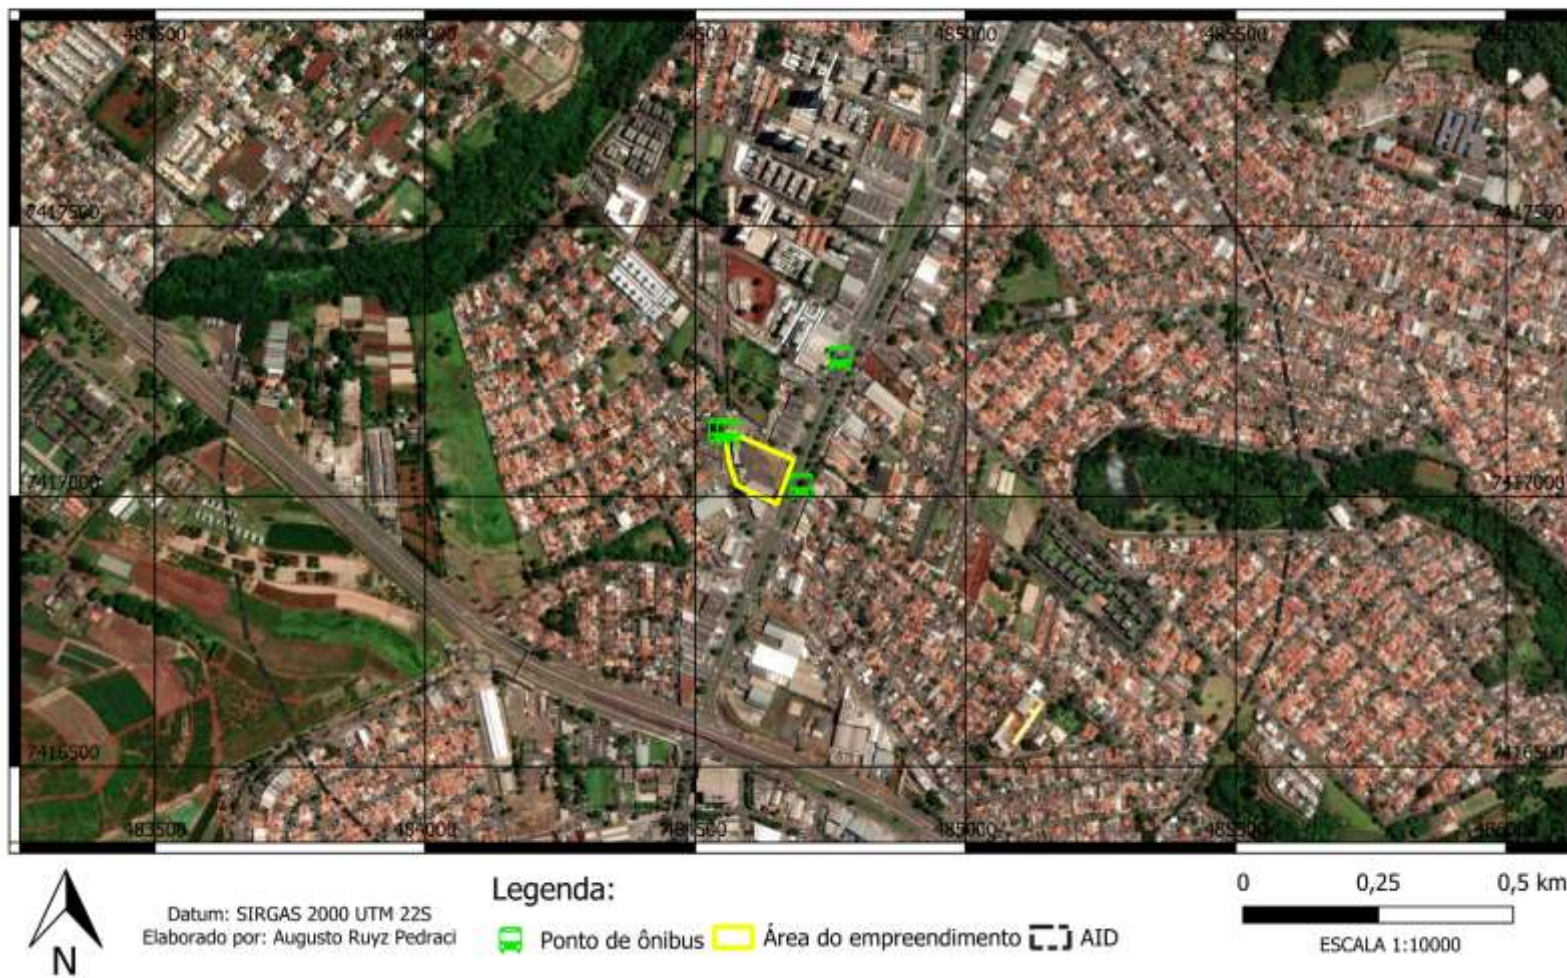 483500 484000 484500 485000 485500 486000
7417500 7417500
7417000 7417000
7416500 7416500
483500 484000 484500 485000 485500 486000
Legenda:
Datum: SIRGAS 2000 UTM 22S
Elaborado por: Augusto Ruyz Pedraci
N
Ponto de ônibus Área do empreendimento AID
0 0,25 0,5 km
ESCALA 1:10000